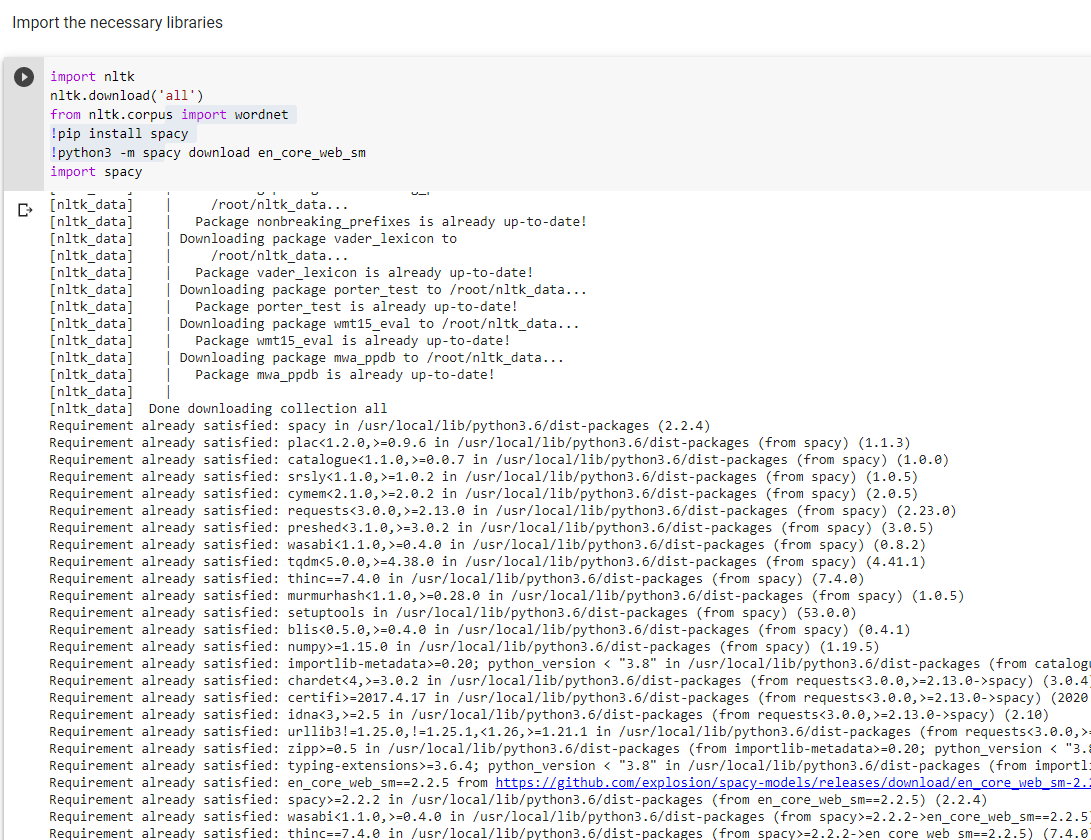 Import the necessary libraries
import nltk
nltk.download('all')
from nltk.corpus import wordnet
!pip install spacy
!python3 -m spacy download en_core_web_sm
import spacy
[nltk_data]    |     /root/nltk_data...
[nltk_data]    |   Package nonbreaking_prefixes is already up-to-date!
[nltk_data]    | Downloading package vader_lexicon to
[nltk_data]    |     /root/nltk_data...
[nltk_data]    |   Package vader_lexicon is already up-to-date!
[nltk_data]    | Downloading package porter_test to /root/nltk_data...
[nltk_data]    |   Package porter_test is already up-to-date!
[nltk_data]    | Downloading package wmt15_eval to /root/nltk_data...
[nltk_data]    |   Package wmt15_eval is already up-to-date!
[nltk_data]    | Downloading package mwa_ppdb to /root/nltk_data...
[nltk_data]    |   Package mwa_ppdb is already up-to-date!
[nltk_data]    |
[nltk_data]  Done downloading collection all
Requirement already satisfied: spacy in /usr/local/lib/python3.6/dist-packages (2.2.4)
Requirement already satisfied: plac<1.2.0,>=0.9.6 in /usr/local/lib/python3.6/dist-packages (from spacy) (1.1.3)
Requirement already satisfied: catalogue<1.1.0,>=0.0.7 in /usr/local/lib/python3.6/dist-packages (from spacy) (1.0.0)
Requirement already satisfied: srsly<1.1.0,>=1.0.2 in /usr/local/lib/python3.6/dist-packages (from spacy) (1.0.5)
Requirement already satisfied: cymem<2.1.0,>=2.0.2 in /usr/local/lib/python3.6/dist-packages (from spacy) (2.0.5)
Requirement already satisfied: requests<3.0.0,>=2.13.0 in /usr/local/lib/python3.6/dist-packages (from spacy) (2.23.0)
Requirement already satisfied: preshed<3.1.0,>=3.0.2 in /usr/local/lib/python3.6/dist-packages (from spacy) (3.0.5)
Requirement already satisfied: wasabi<1.1.0,>=0.4.0 in /usr/local/lib/python3.6/dist-packages (from spacy) (0.8.2)
Requirement already satisfied: tqdm<5.0.0,>=4.38.0 in /usr/local/lib/python3.6/dist-packages (from spacy) (4.41.1)
Requirement already satisfied: thinc==7.4.0 in /usr/local/lib/python3.6/dist-packages (from spacy) (7.4.0)
Requirement already satisfied: murmurhash<1.1.0,>=0.28.0 in /usr/local/lib/python3.6/dist-packages (from spacy) (1.0.5)
Requirement already satisfied: setuptools in /usr/local/lib/python3.6/dist-packages (from spacy) (53.0.0)
Requirement already satisfied: blis<0.5.0,>=0.4.0 in /usr/local/lib/python3.6/dist-packages (from spacy) (0.4.1)
Requirement already satisfied: numpy>=1.15.0 in /usr/local/lib/python3.6/dist-packages (from spacy) (1.19.5)
Requirement already satisfied: importlib-metadata>=0.20; python_version < "3.8" in /usr/local/lib/python3.6/dist-packages (from catalog
Requirement already satisfied: chardet<4,>=3.0.2 in /usr/local/lib/python3.6/dist-packages (from requests<3.0.0,>=2.13.0->spacy) (3.0.4
Requirement already satisfied: certifi>=2017.4.17 in /usr/local/lib/python3.6/dist-packages (from requests<3.0.0,>=2.13.0->spacy) (2020
Requirement already satisfied: idna<3,>=2.5 in /usr/local/lib/python3.6/dist-packages (from requests<3.0.0,>=2.13.0->spacy) (2.10)
Requirement already satisfied: urllib3!=1.25.0,!=1.25.1,<1.26,>=1.21.1 in /usr/local/lib/python3.6/dist-packages (from requests<3.0.0,>
Requirement already satisfied: zipp>=0.5 in /usr/local/lib/python3.6/dist-packages (from importlib-metadata>=0.20; python_version < "3.8
Requirement already satisfied: typing-extensions>=3.6.4; python_version < "3.8" in /usr/local/lib/python3.6/dist-packages (from importli
Requirement already satisfied: en_core_web_sm==2.2.5 from https://github.com/explosion/spacy-models/releases/download/en_core_web_sm-2.2
Requirement already satisfied: spacy>=2.2.2 in /usr/local/lib/python3.6/dist-packages (from en_core_web_sm==2.2.5) (2.2.4)
Requirement already satisfied: wasabi<1.1.0,>=0.4.0 in /usr/local/lib/python3.6/dist-packages (from spacy>=2.2.2->en_core_web_sm==2.2.5
Requirement already satisfied: thinc==7.4.0 in /usr/local/lib/python3.6/dist-packages (from spacy>=2.2.2->en_core_web_sm==2.2.5) (7.4.0